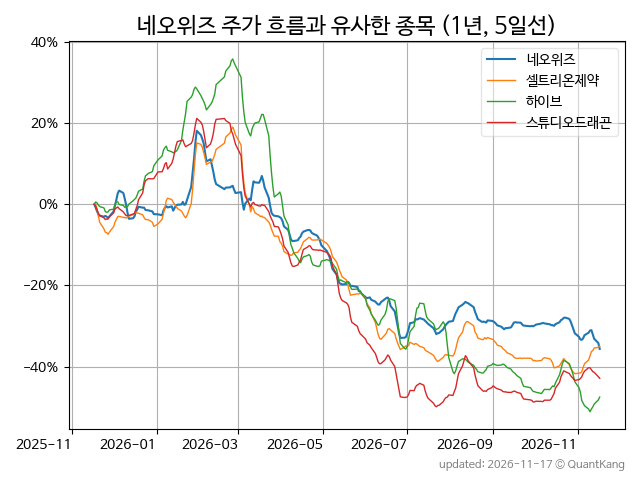 네오위즈 주가 흐름과 유사한 종목 (1년, 5일선)
네오위즈
셀트리온제약
하이브
스튜디오드래곤
40%
20%
0%
−20%
−40%
2025-11 2026-01 2026-03 2026-05 2026-07 2026-09 2026-11
updated: 2026-11-17 © QuantKang